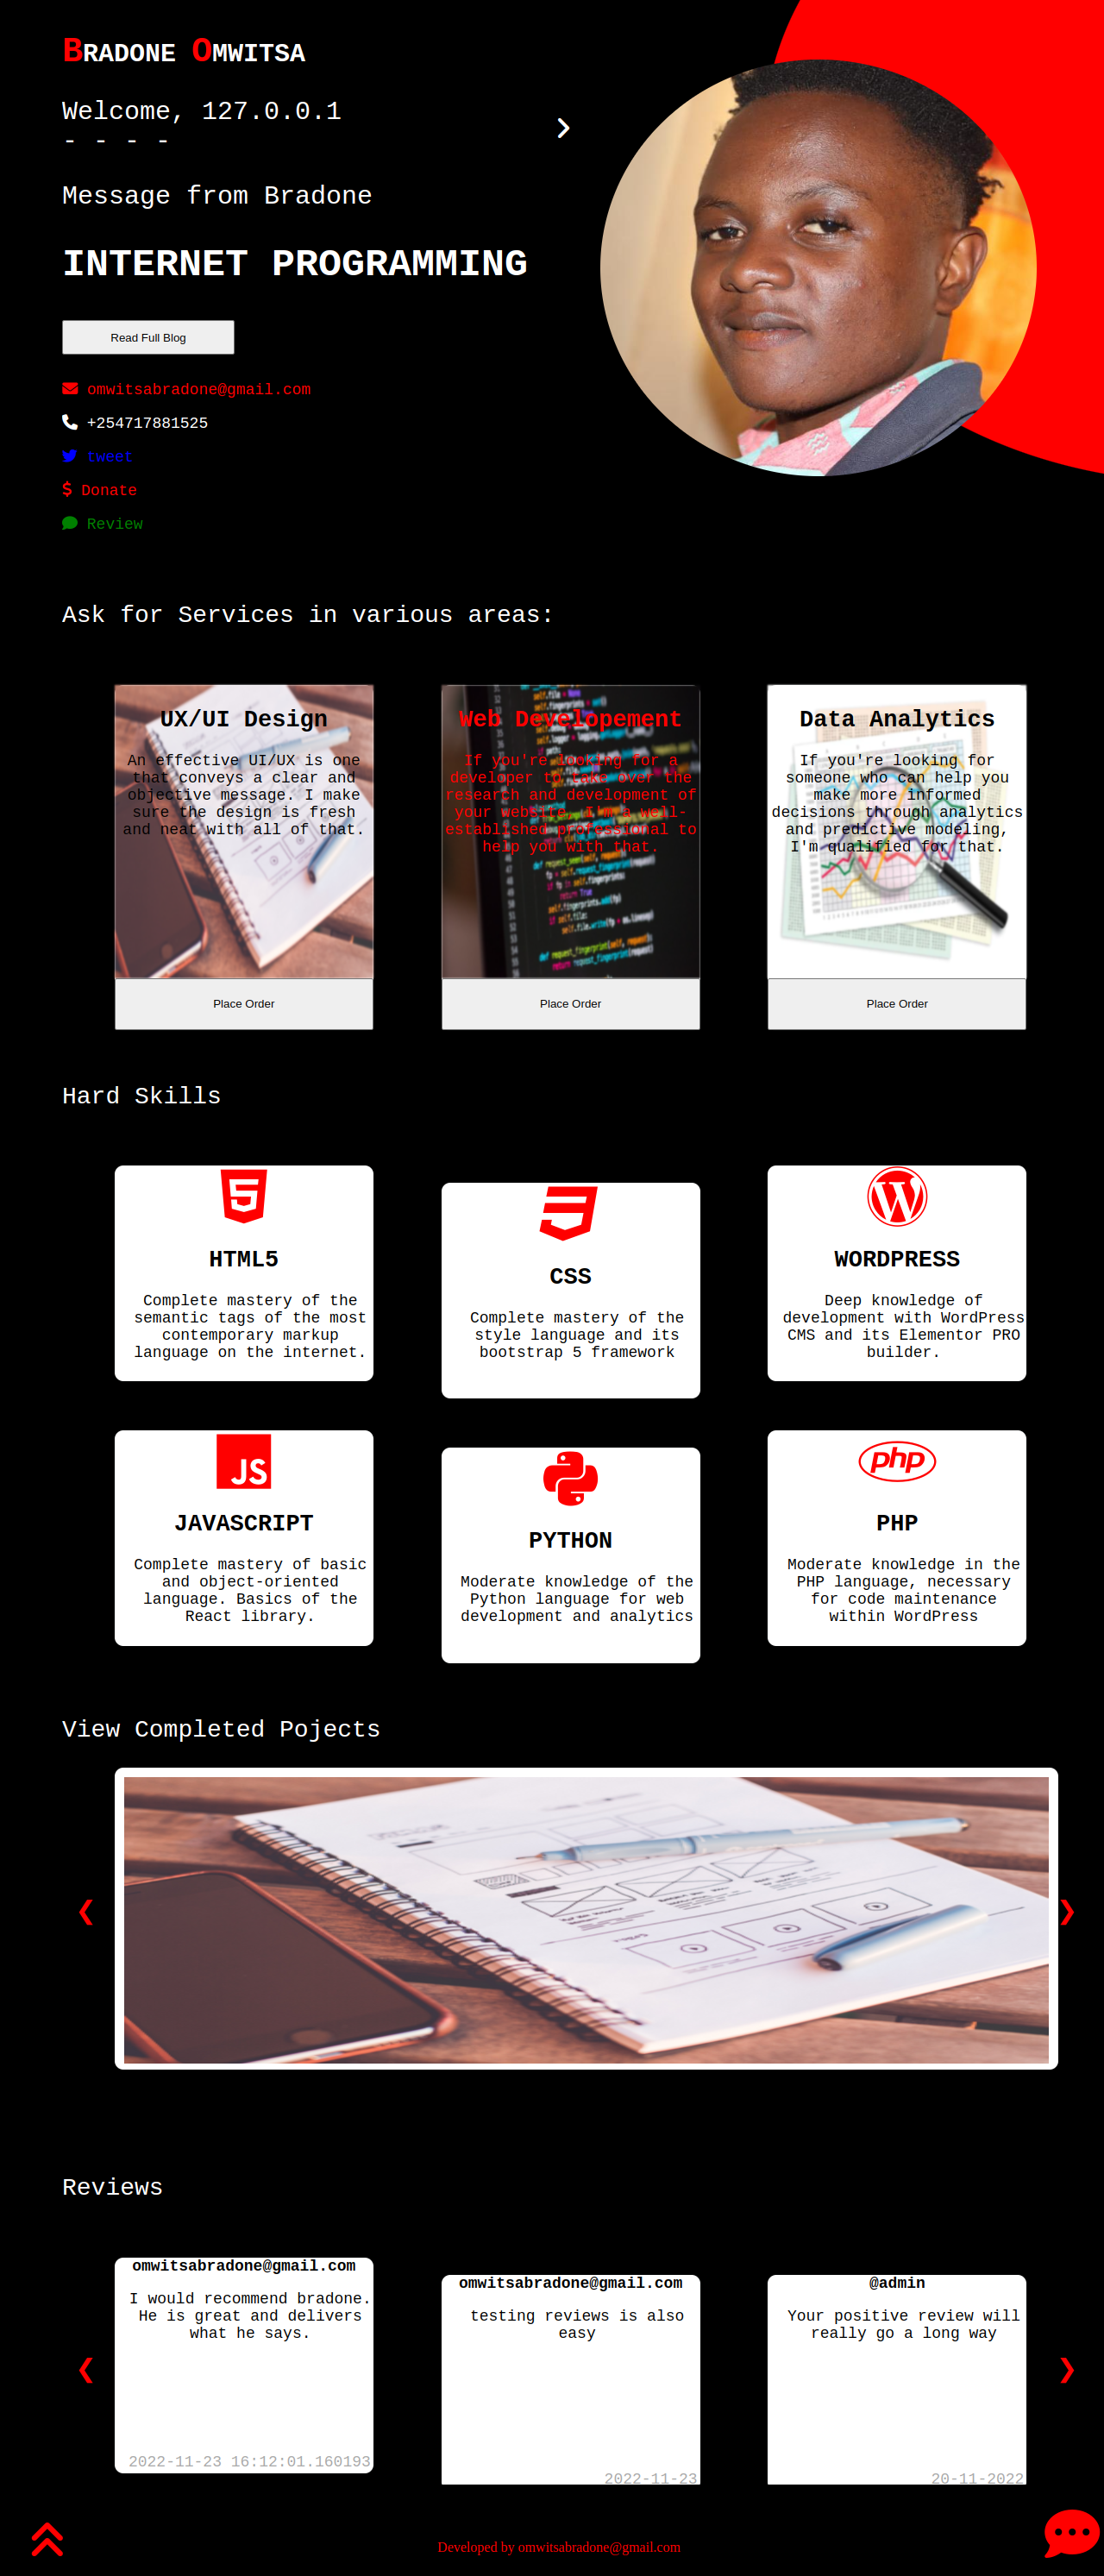 BRADONE OMWITSA
Welcome, 127.0.0.1
- - - -
Message from Bradone
INTERNET PROGRAMMING
Read Full Blog
omwitsabradone@gmail.com
+254717881525
tweet
Donate
Review
Ask for Services in various areas:
UX/UI Design
An effective UI/UX is one
that conveys a clear and
objective message. I make
sure the design is fresh
and neat with all of that.
Place Order
Web Developement
If you're looking for a
developer to take over the
research and development of
your website, I'm a well-
established professional to
help you with that.
Place Order
Data Analytics
If you're looking for
someone who can help you
make more informed
decisions through analytics
and predictive modeling,
I'm qualified for that.
Place Order
Hard Skills
HTML5
Complete mastery of the
semantic tags of the most
contemporary markup
language on the internet.
CSS
Complete mastery of the
style language and its
bootstrap 5 framework
WORDPRESS
Deep knowledge of
development with WordPress
CMS and its Elementor PRO
builder.
JS
JAVASCRIPT
Complete mastery of basic
and object-oriented
language. Basics of the
React library.
PYTHON
Moderate knowledge of the
Python language for web
development and analytics
php
PHP
Moderate knowledge in the
PHP language, necessary
for code maintenance
within WordPress
View Completed Pojects
Reviews
omwitsabradone@gmail.com
I would recommend bradone.
He is great and delivers
what he says.
2022-11-23 16:12:01.160193
omwitsabradone@gmail.com
testing reviews is also
easy
2022-11-23
@admin
Your positive review will
really go a long way
20-11-2022
Developed by omwitsabradone@gmail.com